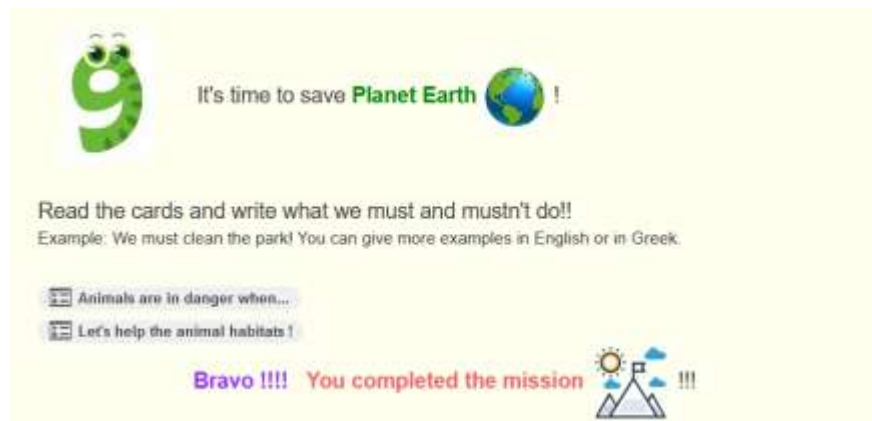 9 It's time to save Planet Earth !
Read the cards and write what we must and mustn't do!!
Example: We must clean the park! You can give more examples in English or in Greek.
Animals are in danger when...
Let's help the animal habitats !
Bravo !!!! You completed the mission !!!